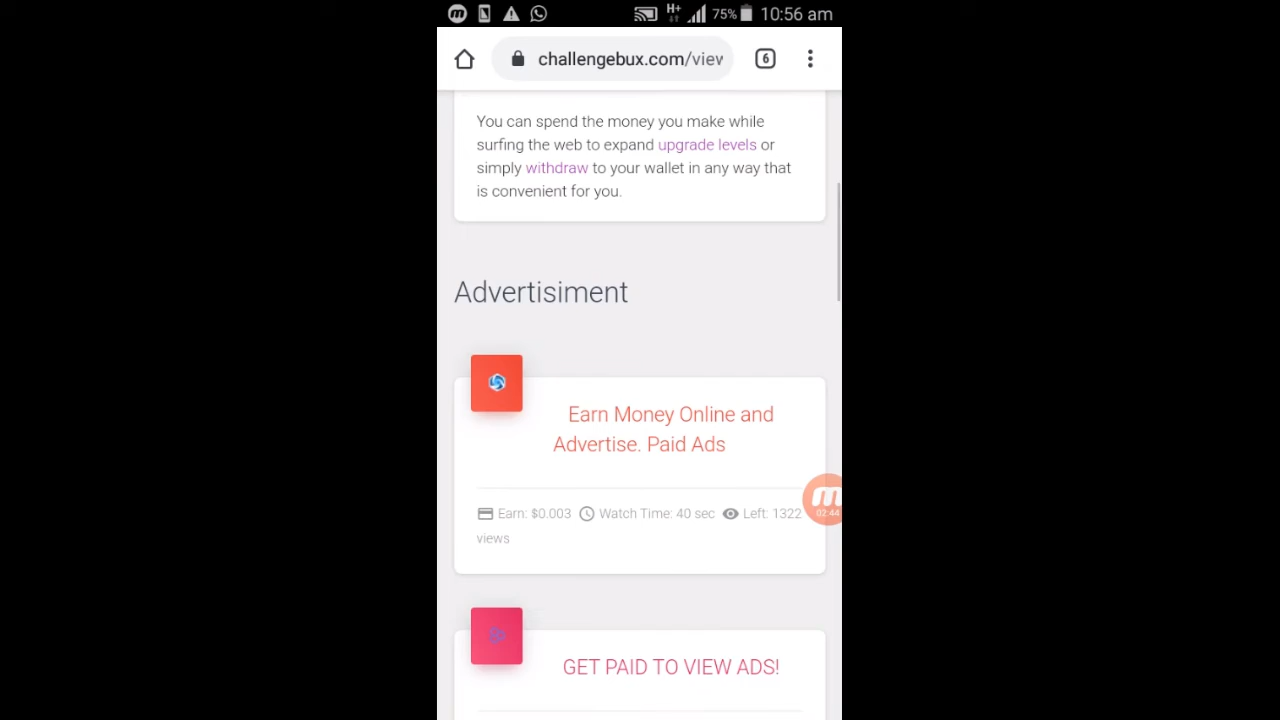 75% 10:56 am
challengebux.com/view
6
You can spend the money you make while
surfing the web to expand upgrade levels or
simply withdraw to your wallet in any way that
is convenient for you.
Advertisiment
Earn Money Online and
Advertise. Paid Ads
Earn: $0.003 Watch Time: 40 sec Left: 1322
views
02:44
GET PAID TO VIEW ADS!